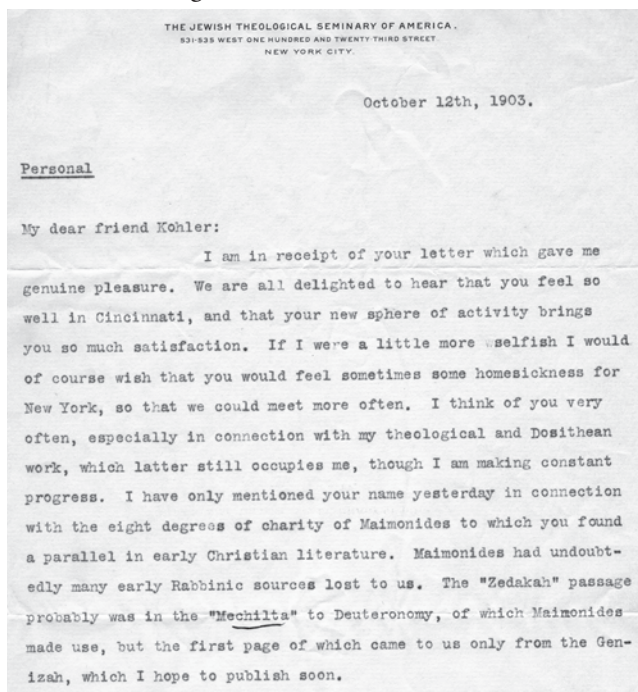 THE JEWISH THEOLOGICAL SEMINARY OF AMERICA.
531-535 WEST ONE HUNDRED AND TWENTY-THIRD STREET.
NEW YORK CITY.
October 12th, 1903.
Personal
My dear friend Kohler:
I am in receipt of your letter which gave me
genuine pleasure. We are all delighted to hear that you feel so
well in Cincinnati, and that your new sphere of activity brings
you so much satisfaction. If I were a little more selfish I would
of course wish that you would feel sometimes some homesickness for
New York, so that we could meet more often. I think of you very
often, especially in connection with my theological and Dosithean
work, which latter still occupies me, though I am making constant
progress. I have only mentioned your name yesterday in connection
with the eight degrees of charity of Maimonides to which you found
a parallel in early Christian literature. Maimonides had undoubt-
edly many early Rabbinic sources lost to us. The "Zedakah" passage
probably was in the "Mechilta" to Deuteronomy, of which Maimonides
made use, but the first page of which came to us only from the Gen-
izah, which I hope to publish soon.